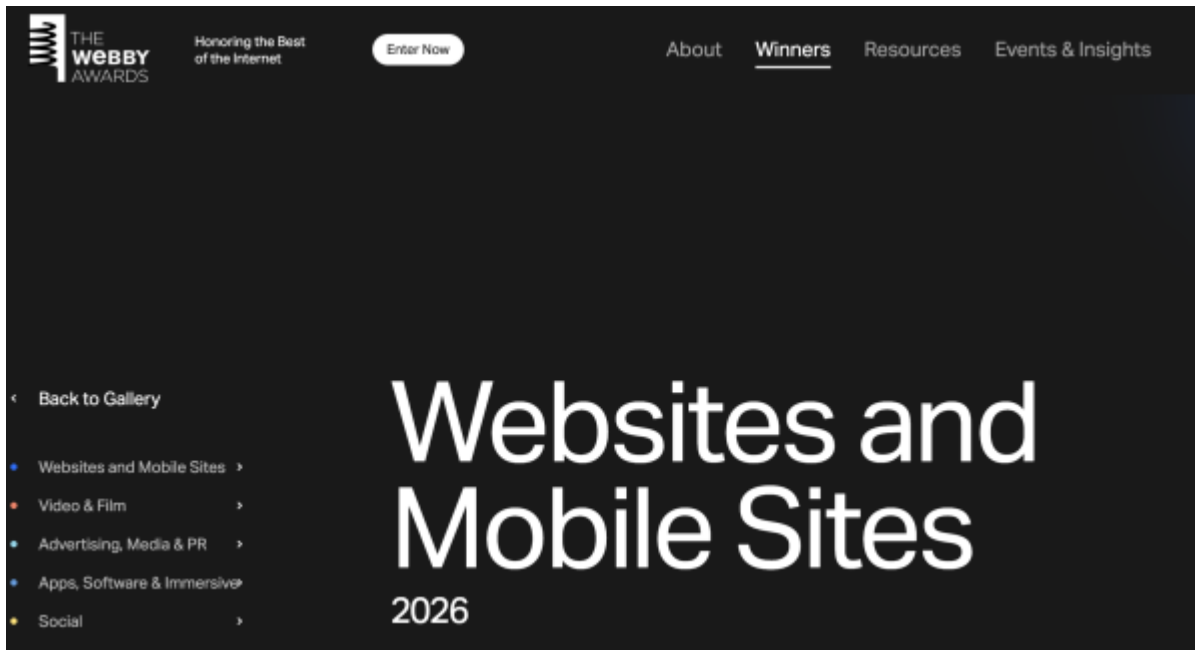 THE
WEBBY
AWARDS
Honoring the Best
of the Internet
Enter Now
About
Winners
Resources
Events & Insights
Back to Gallery
Websites and Mobile Sites
Video & Film
Advertising, Media & PR
Apps, Software & Immersive
Social
Websites and
Mobile Sites
2026